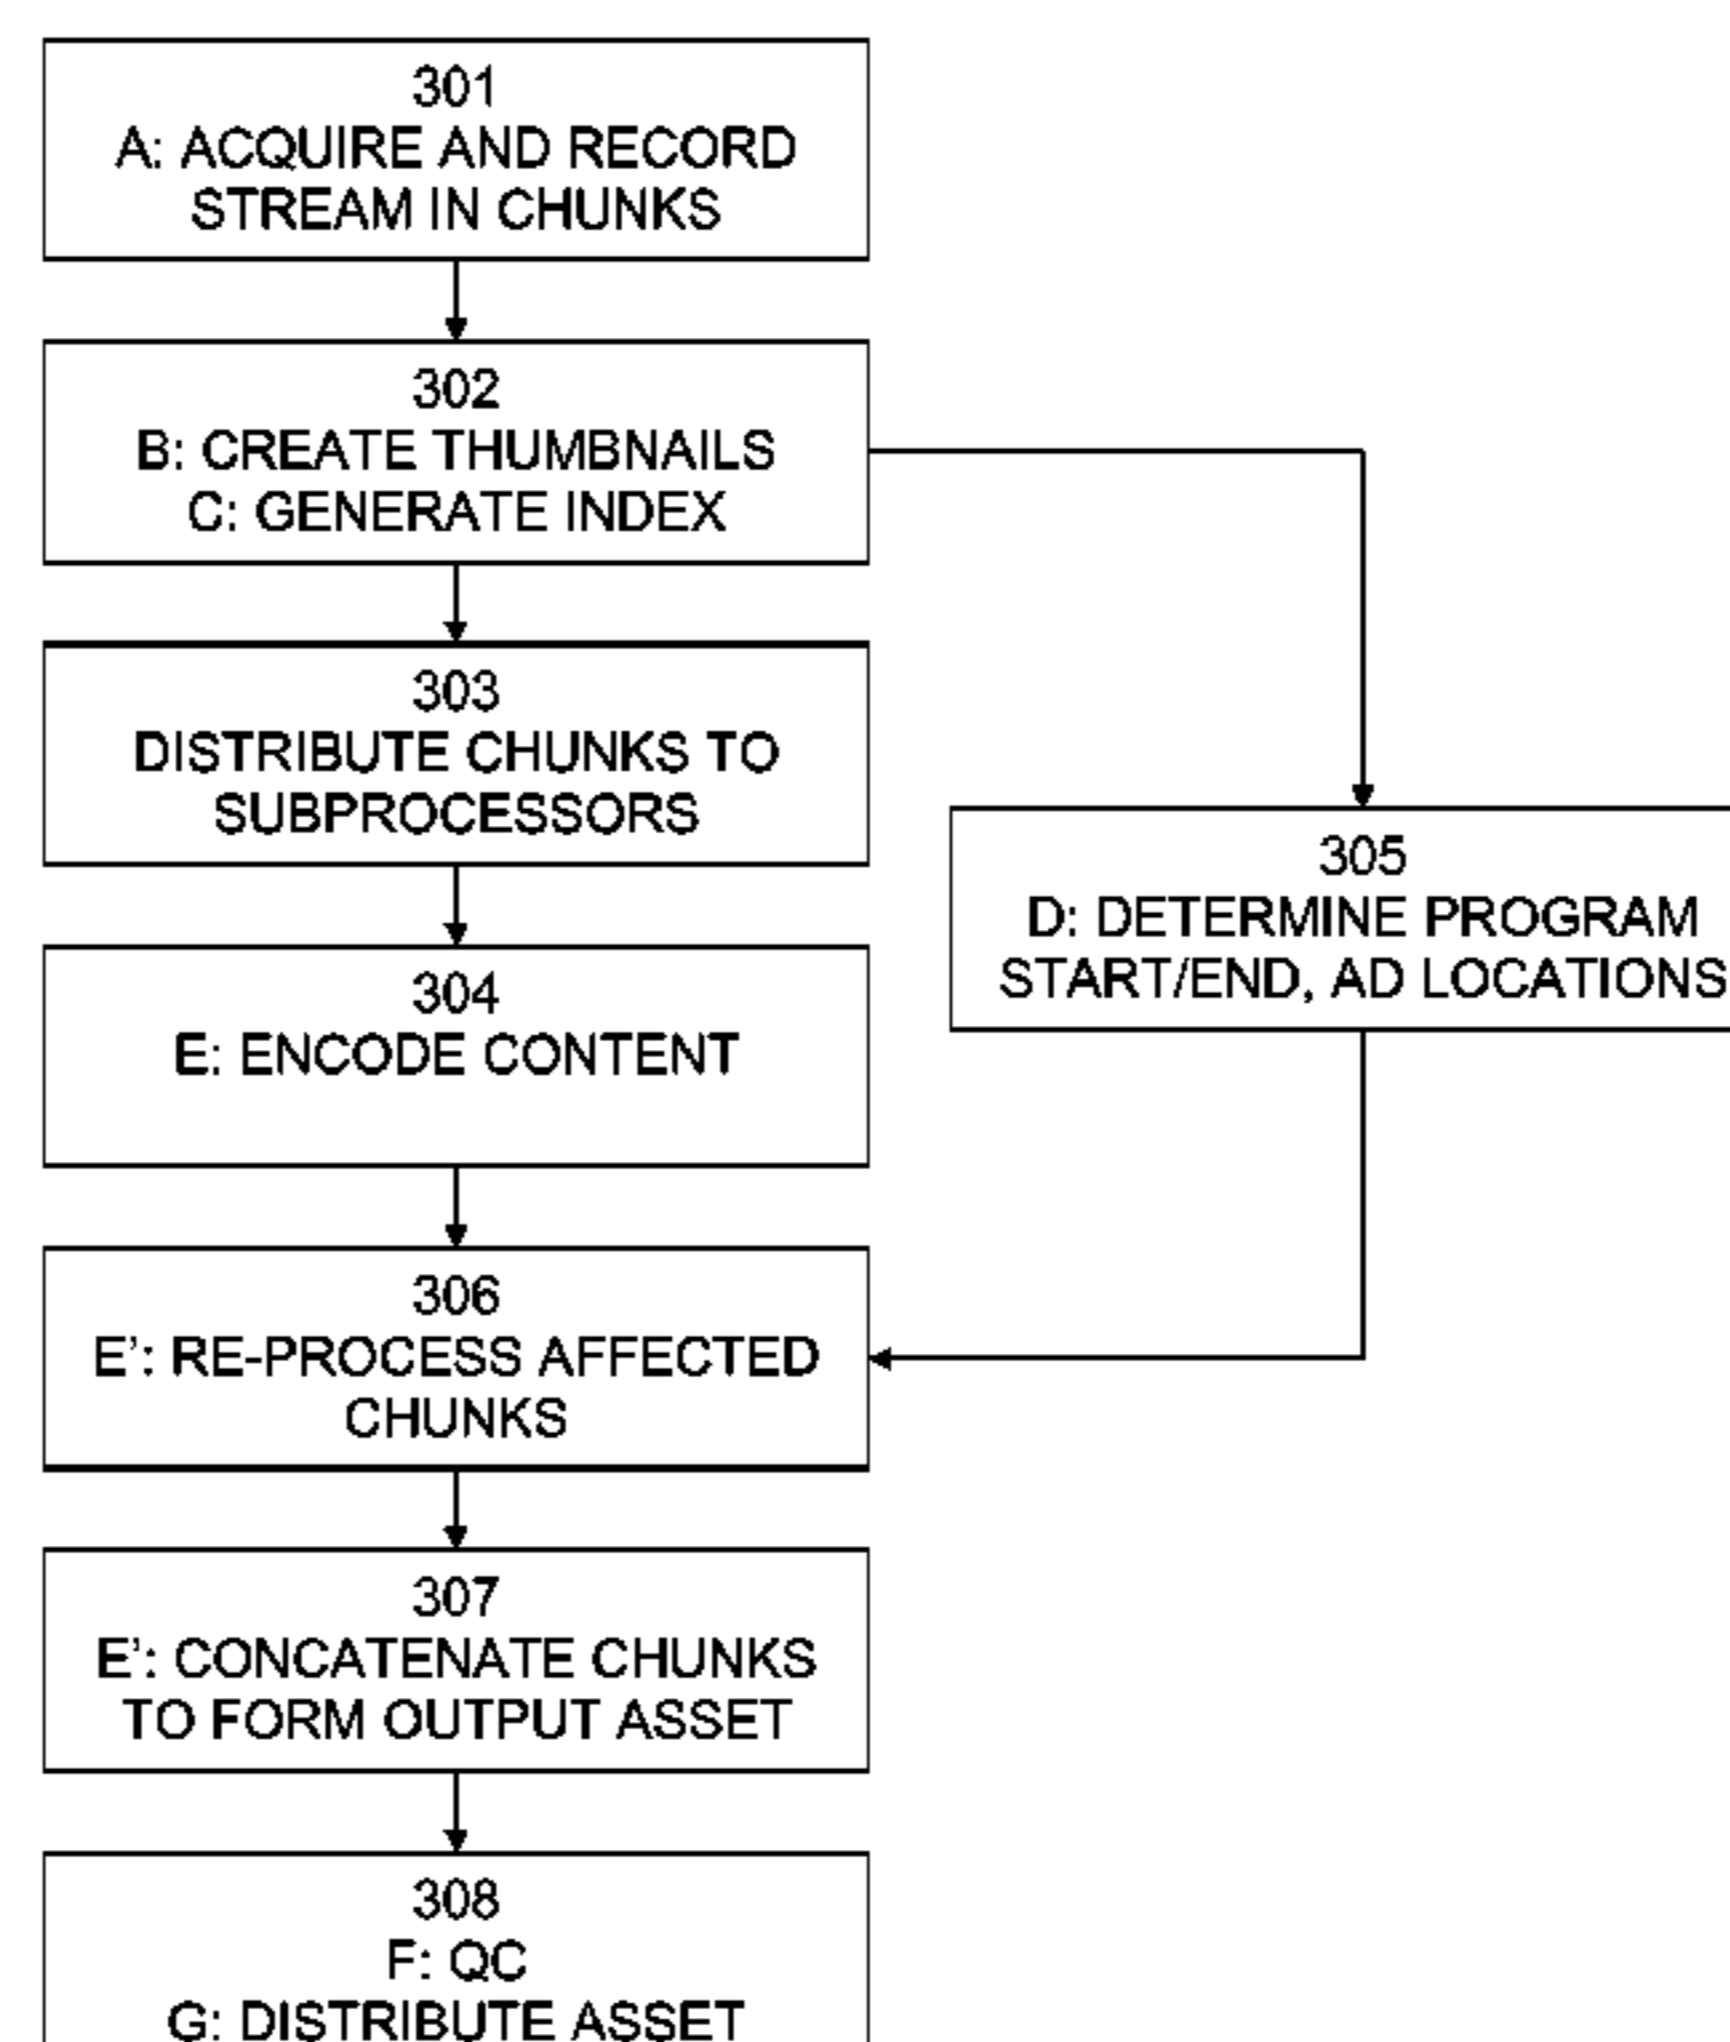 301
A: ACQUIRE AND RECORD
STREAM IN CHUNKS
302
B: CREATE THUMBNAILS
C: GENERATE INDEX
303
DISTRIBUTE CHUNKS TO
SUBPROCESSORS
304
E: ENCODE CONTENT
305
D: DETERMINE PROGRAM
START/END, AD LOCATIONS
306
E’: RE-PROCESS AFFECTED
CHUNKS
307
E’: CONCATENATE CHUNKS
TO FORM OUTPUT ASSET
308
F: QC
G: DISTRIBUTE ASSET